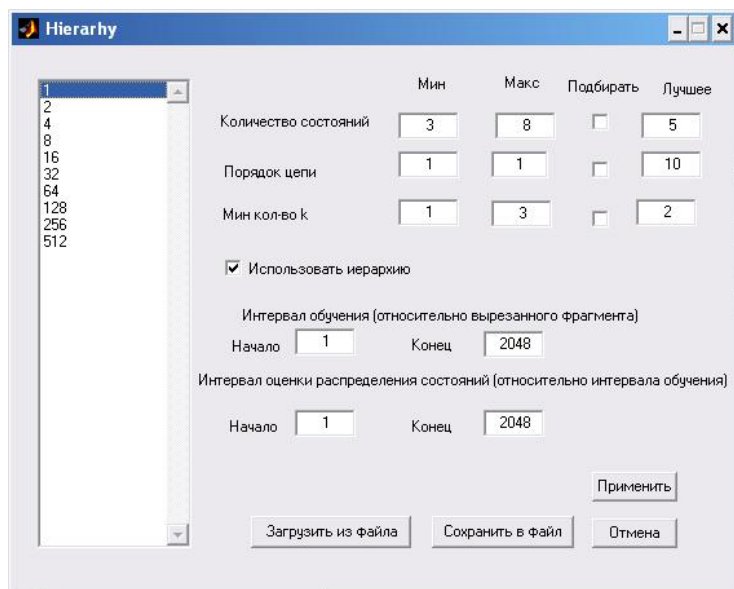 Hierarhy
1
2
4
8
16
32
64
128
256
512
Мин Макс Подбирать Лучшее
Количество состояний 3 8 5
Порядок цепи 1 1 10
Мин кол-во k 1 3 2
Использовать иерархию
Интервал обучения (относительно вырезанного фрагмента)
Начало 1 Конец 2048
Интервал оценки распределения состояний (относительно интервала обучения)
Начало 1 Конец 2048
Применить
Загрузить из файла Сохранить в файл Отмена